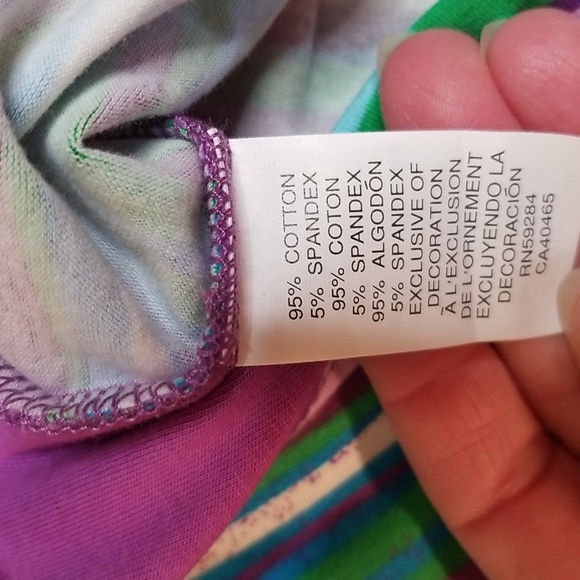 95% COTTON
5% SPANDEX
95% COTON
5% SPANDEX
95% ALGODÓN
5% SPANDEX
EXCLUSIVE OF
DECORATION
À L'EXCLUSION
DE L'ORNEMENT
EXCLUYENDO LA
DECORACIÓN
RN59284
CA40465